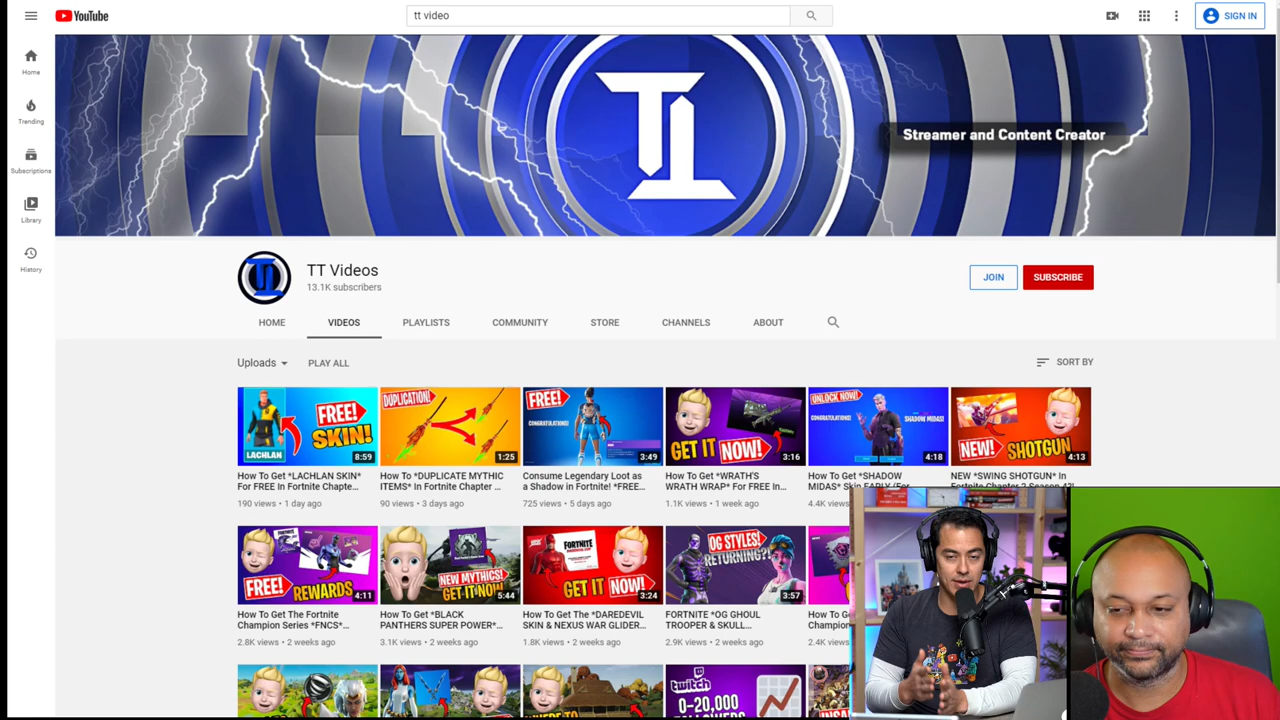 YouTube
tt video
SIGN IN
Home
Trending
Subscriptions
Library
History
Streamer and Content Creator
TT Videos
13.1K subscribers
JOIN
SUBSCRIBE
HOME
VIDEOS
PLAYLISTS
COMMUNITY
STORE
CHANNELS
ABOUT
Uploads
PLAY ALL
SORT BY
LACHLAN
FREE!
SKIN!
8:59
DUPLICATION!
1:25
FREE!
CONGRATULATIONS!
3:49
GET IT NOW!
3:16
UNLOCK NOW!
CONGRATULATIONS!
SHADOW MIDAS!
4:18
NEW! SHOTGUN
4:13
How To Get *LACHLAN SKIN*
For FREE In Fortnite Chapte...
190 views • 1 day ago
How To *DUPLICATE MYTHIC
ITEMS* In Fortnite Chapter ...
90 views • 3 days ago
Consume Legendary Loot as
a Shadow in Fortnite! *FREE...
725 views • 5 days ago
How To Get *WRATH'S
WRATH WRAP* For FREE In...
1.1K views • 1 week ago
How To Get *SHADOW
MIDAS* Skin EARLY (For
4.4K views
NEW *SWING SHOTGUN* In
Fortnite Chapter 2 Season 4?!
FREE!
REWARDS
4:11
NEW MYTHICS!
GET IT NOW
5:44
FORTNITE
GET IT NOW!
3:24
OG STYLES!
RETURNING?!
3:57
How To Get The Fortnite
Champion Series *FNCS*...
2.8K views • 2 weeks ago
How To Get *BLACK
PANTHERS SUPER POWER*...
3.1K views • 2 weeks ago
How To Get The *DAREDEVIL
SKIN & NEXUS WAR GLIDER...
1.8K views • 2 weeks ago
FORTNITE *OG GHOUL
TROOPER & SKULL...
2.9K views • 2 weeks ago
How To G
Champion
2.4K views
twitch
0-20,000